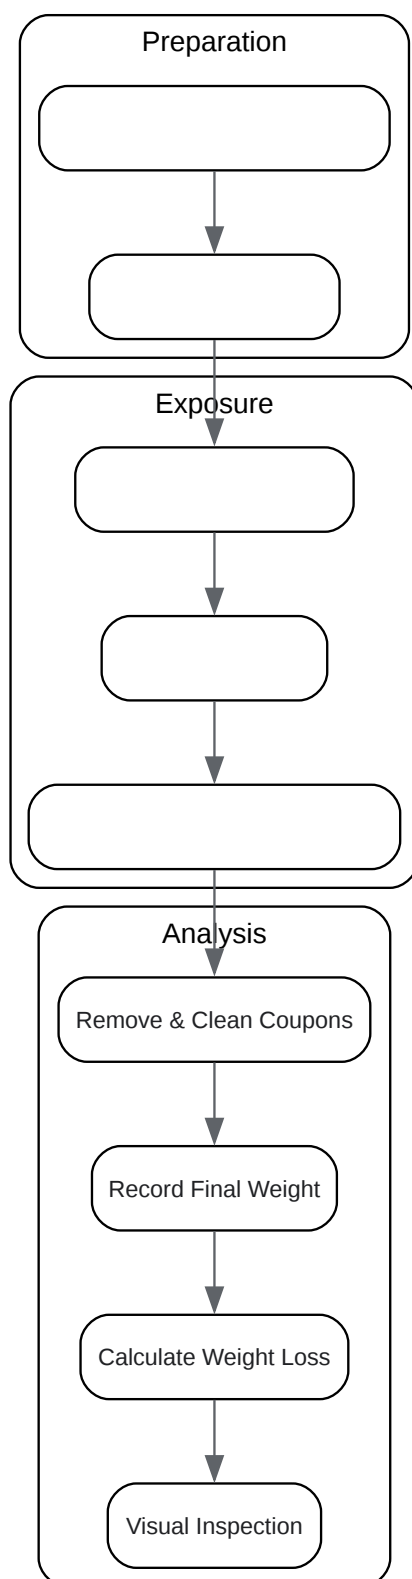 Preparation
Exposure
Analysis
Remove & Clean Coupons
Record Final Weight
Calculate Weight Loss
Visual Inspection